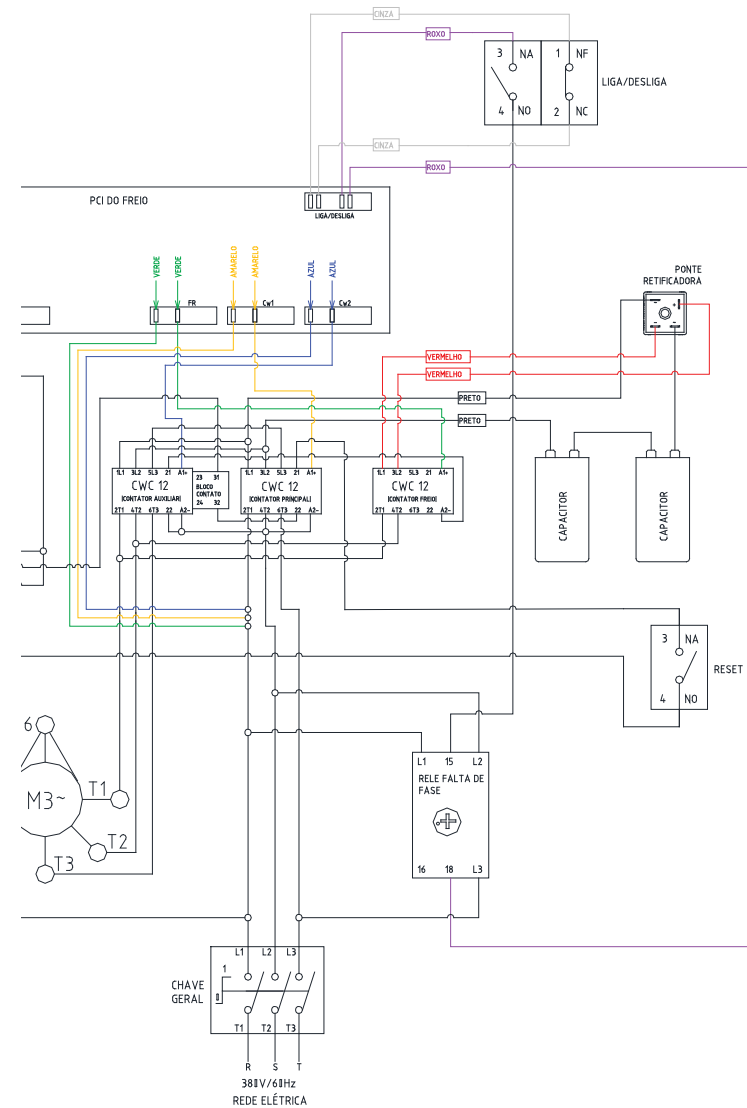 CINZA
ROXO
3 NA 1 NF
4 NO 2 NC
LIGA/DESLIGA
CINZA
ROXO
PCI DO FREIO
LIGA/DESLIGA
VERDE
VERDE
AMARELO
AMARELO
AZUL
AZUL
FR
Cw1
Cw2
PONTE
RETIFICADORA
VERMELHO
VERMELHO
PRETO
PRETO
1L1 3L2 5L3 21 A1+
CWC 12
(CONTATOR AUXILIAR)
2T1 4T2 6T3 22 A2-
23 31
BLOCO
CONTATO
24 32
1L1 3L2 5L3 21 A1+
CWC 12
(CONTATOR PRINCIPAL)
2T1 4T2 6T3 22 A2-
1L1 3L2 5L3 21 A1+
CWC 12
(CONTATOR FREIO)
2T1 4T2 6T3 22 A2-
CAPACITOR
CAPACITOR
3 NA
RESET
4 NO
6
M3~
T1
T2
T3
L1 15 L2
RELE FALTA DE
FASE
16 18 L3
L1 L2 L3
1
CHAVE
GERAL
T1 T2 T3
R S T
380V/60Hz
REDE ELÉTRICA